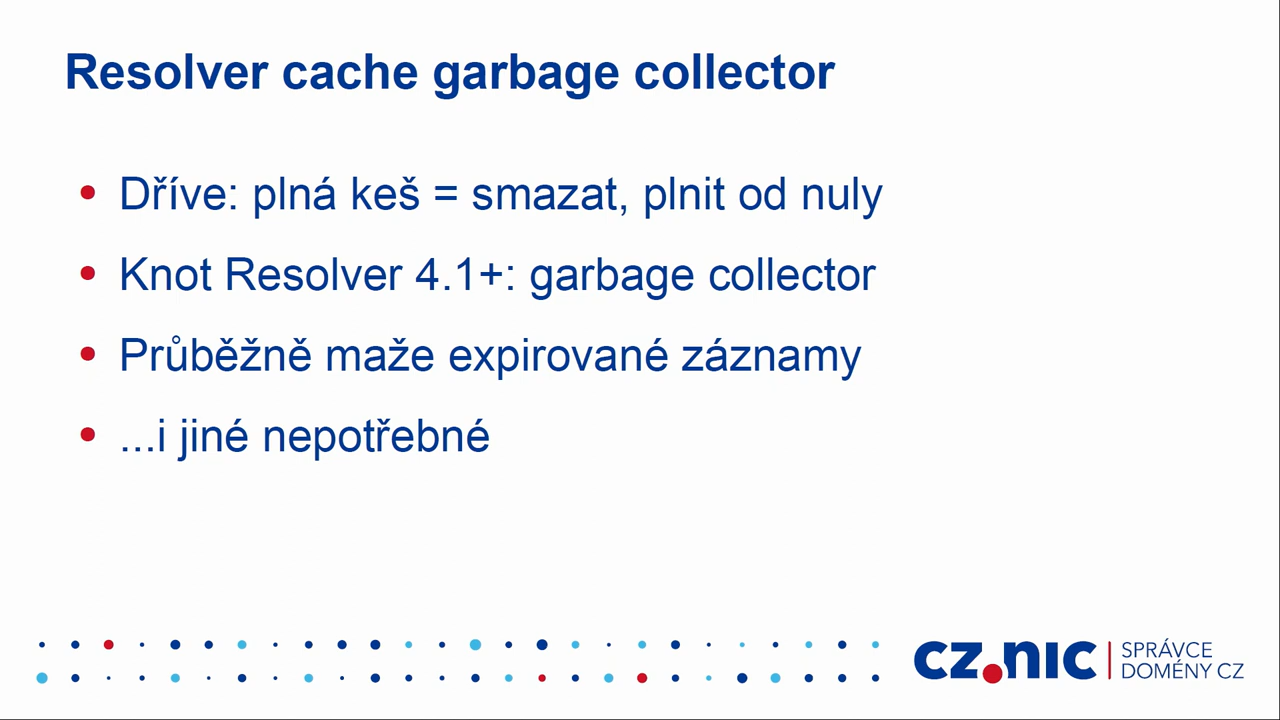 Resolver cache garbage collector
Dříve: plná keš = smazat, plnit od nuly
Knot Resolver 4.1+: garbage collector
Průběžně maže expirované záznamy
...i jiné nepotřebné
CZ.NIC
SPRÁVCE
DOMÉNY CZ